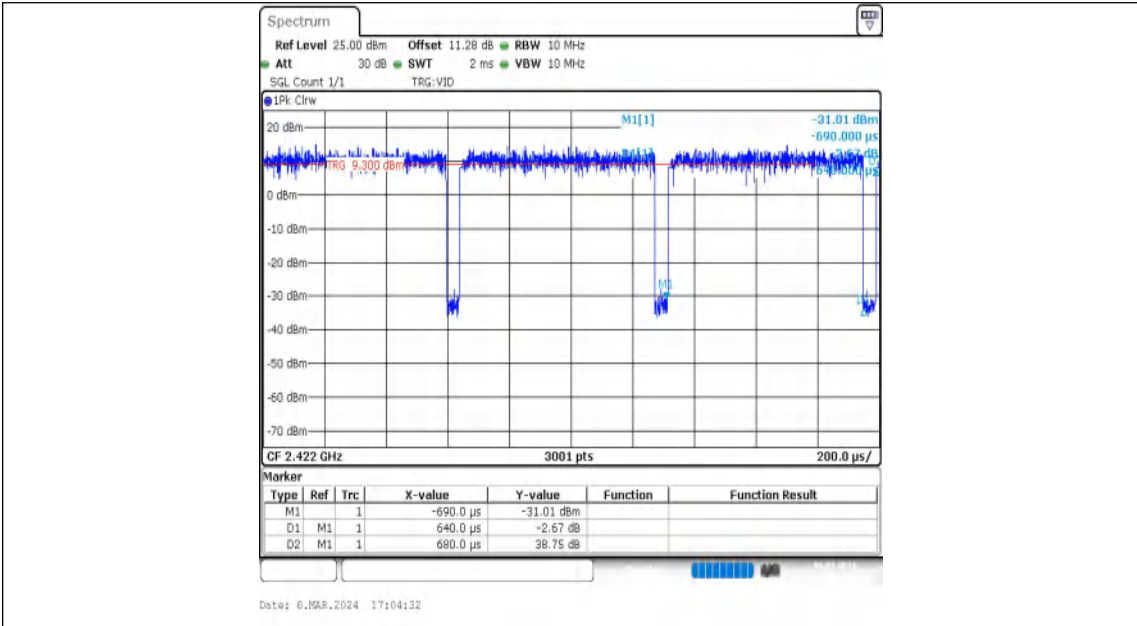 Spectrum
Ref Level 25.00 dBm Offset 11.28 dB RBW 10 MHz
Att 30 dB SWT 2 ms VBW 10 MHz
SGL Count 1/1 TRG:VID
1Pk Clrw
M1[1] -31.01 dBm
20 dBm -690.000 µs
TRG 9.300 dBm
0 dBm
-10 dBm
-20 dBm
M1
-30 dBm
-40 dBm
-50 dBm
-60 dBm
-70 dBm
CF 2.422 GHz 3001 pts 200.0 µs/
Marker
Type Ref Trc X-value Y-value Function Function Result
M1 1 -690.0 µs -31.01 dBm
D1 M1 1 640.0 µs -2.67 dB
D2 M1 1 680.0 µs 38.75 dB
Date: 6.MAR.2024 17:04:32